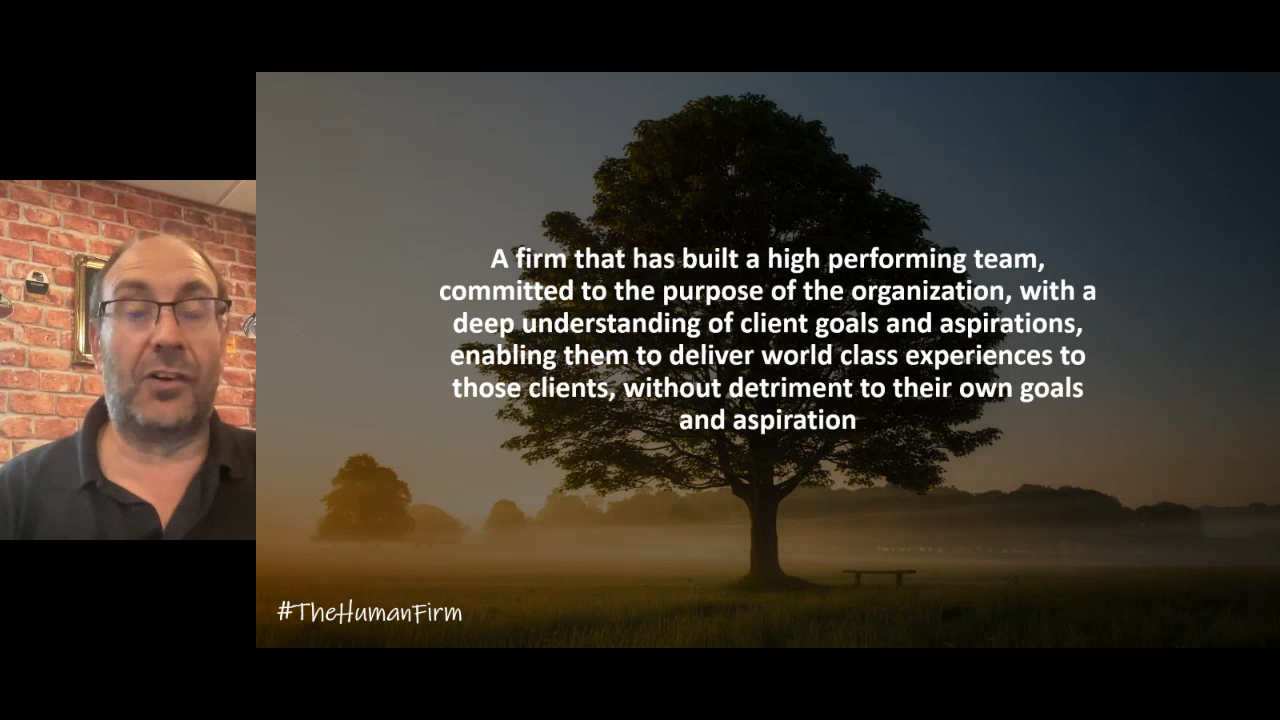 A firm that has built a high performing team,
committed to the purpose of the organization, with a
deep understanding of client goals and aspirations,
enabling them to deliver world class experiences to
those clients, without detriment to their own goals
and aspiration
#TheHumanFirm